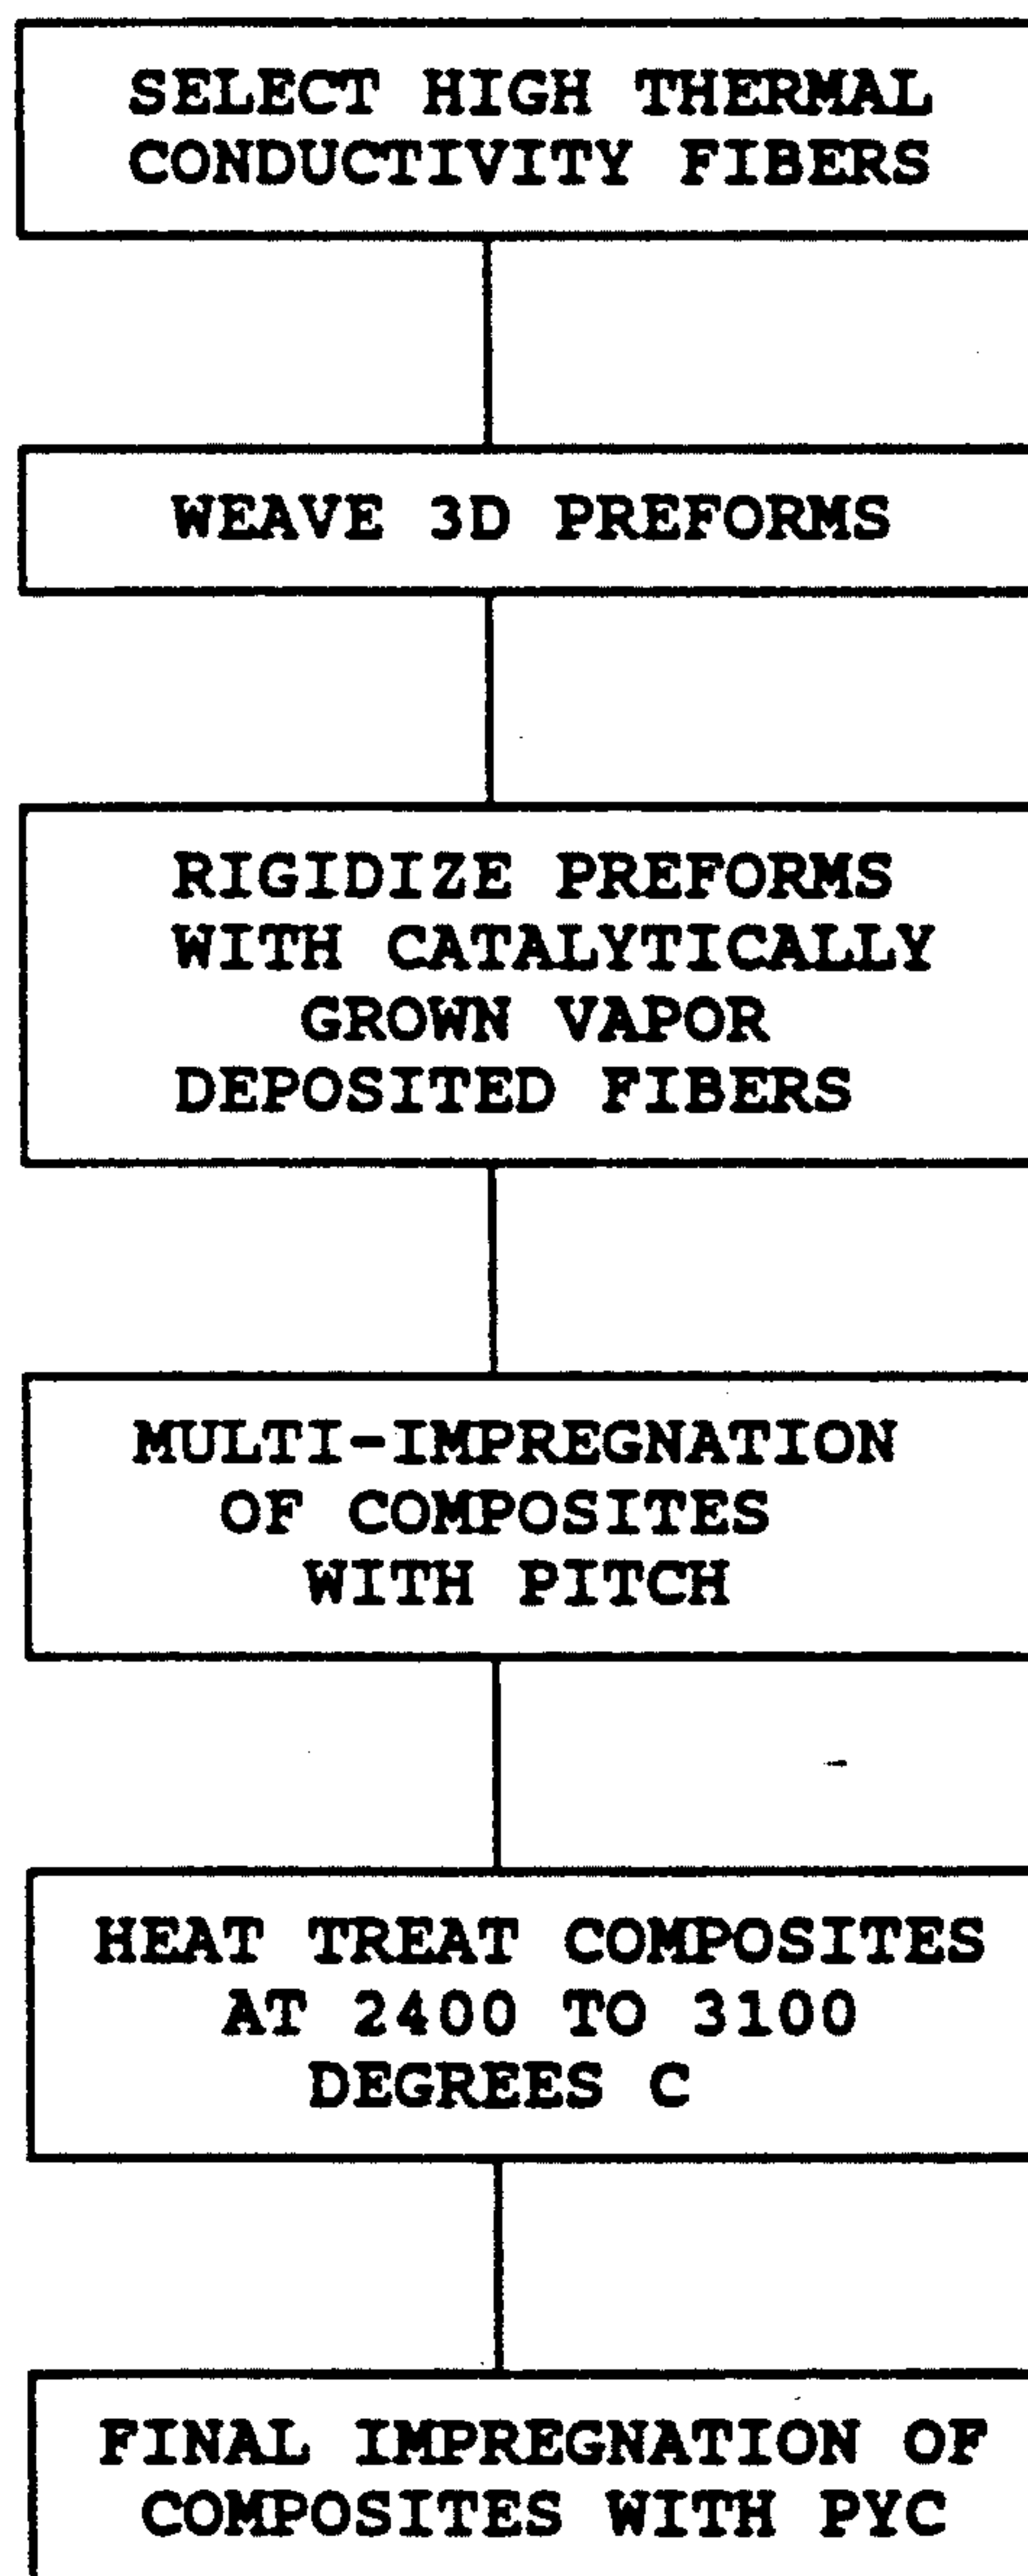 SELECT HIGH THERMAL
CONDUCTIVITY FIBERS
WEAVE 3D PREFORMS
RIGIDIZE PREFORMS
WITH CATALYTICALLY
GROWN VAPOR
DEPOSITED FIBERS
MULTI-IMPREGNATION
OF COMPOSITES
WITH PITCH
HEAT TREAT COMPOSITES
AT 2400 TO 3100
DEGREES C
FINAL IMPREGNATION OF
COMPOSITES WITH PYC